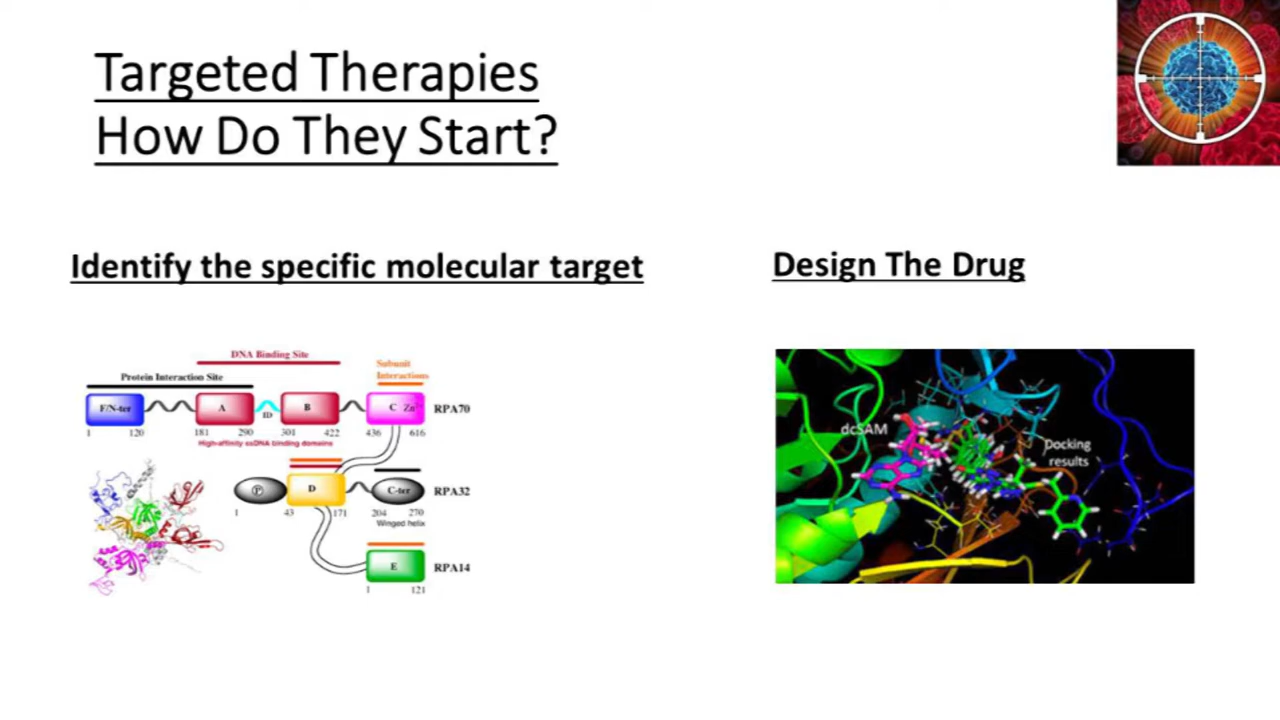 Targeted Therapies
How Do They Start?
Identify the specific molecular target
Design The Drug
DNA Binding Site
Subunit
Interactions
Protein Interaction Site
F/N-ter
A
ID
B
C Zn²⁺
RPA70
1 120 181 290 301 422 436 616
High-affinity ssDNA binding domains
P
D
C-ter
RPA32
1 43 171 204 270
Winged helix
E
RPA14
1 121
dcSAM
Docking
results